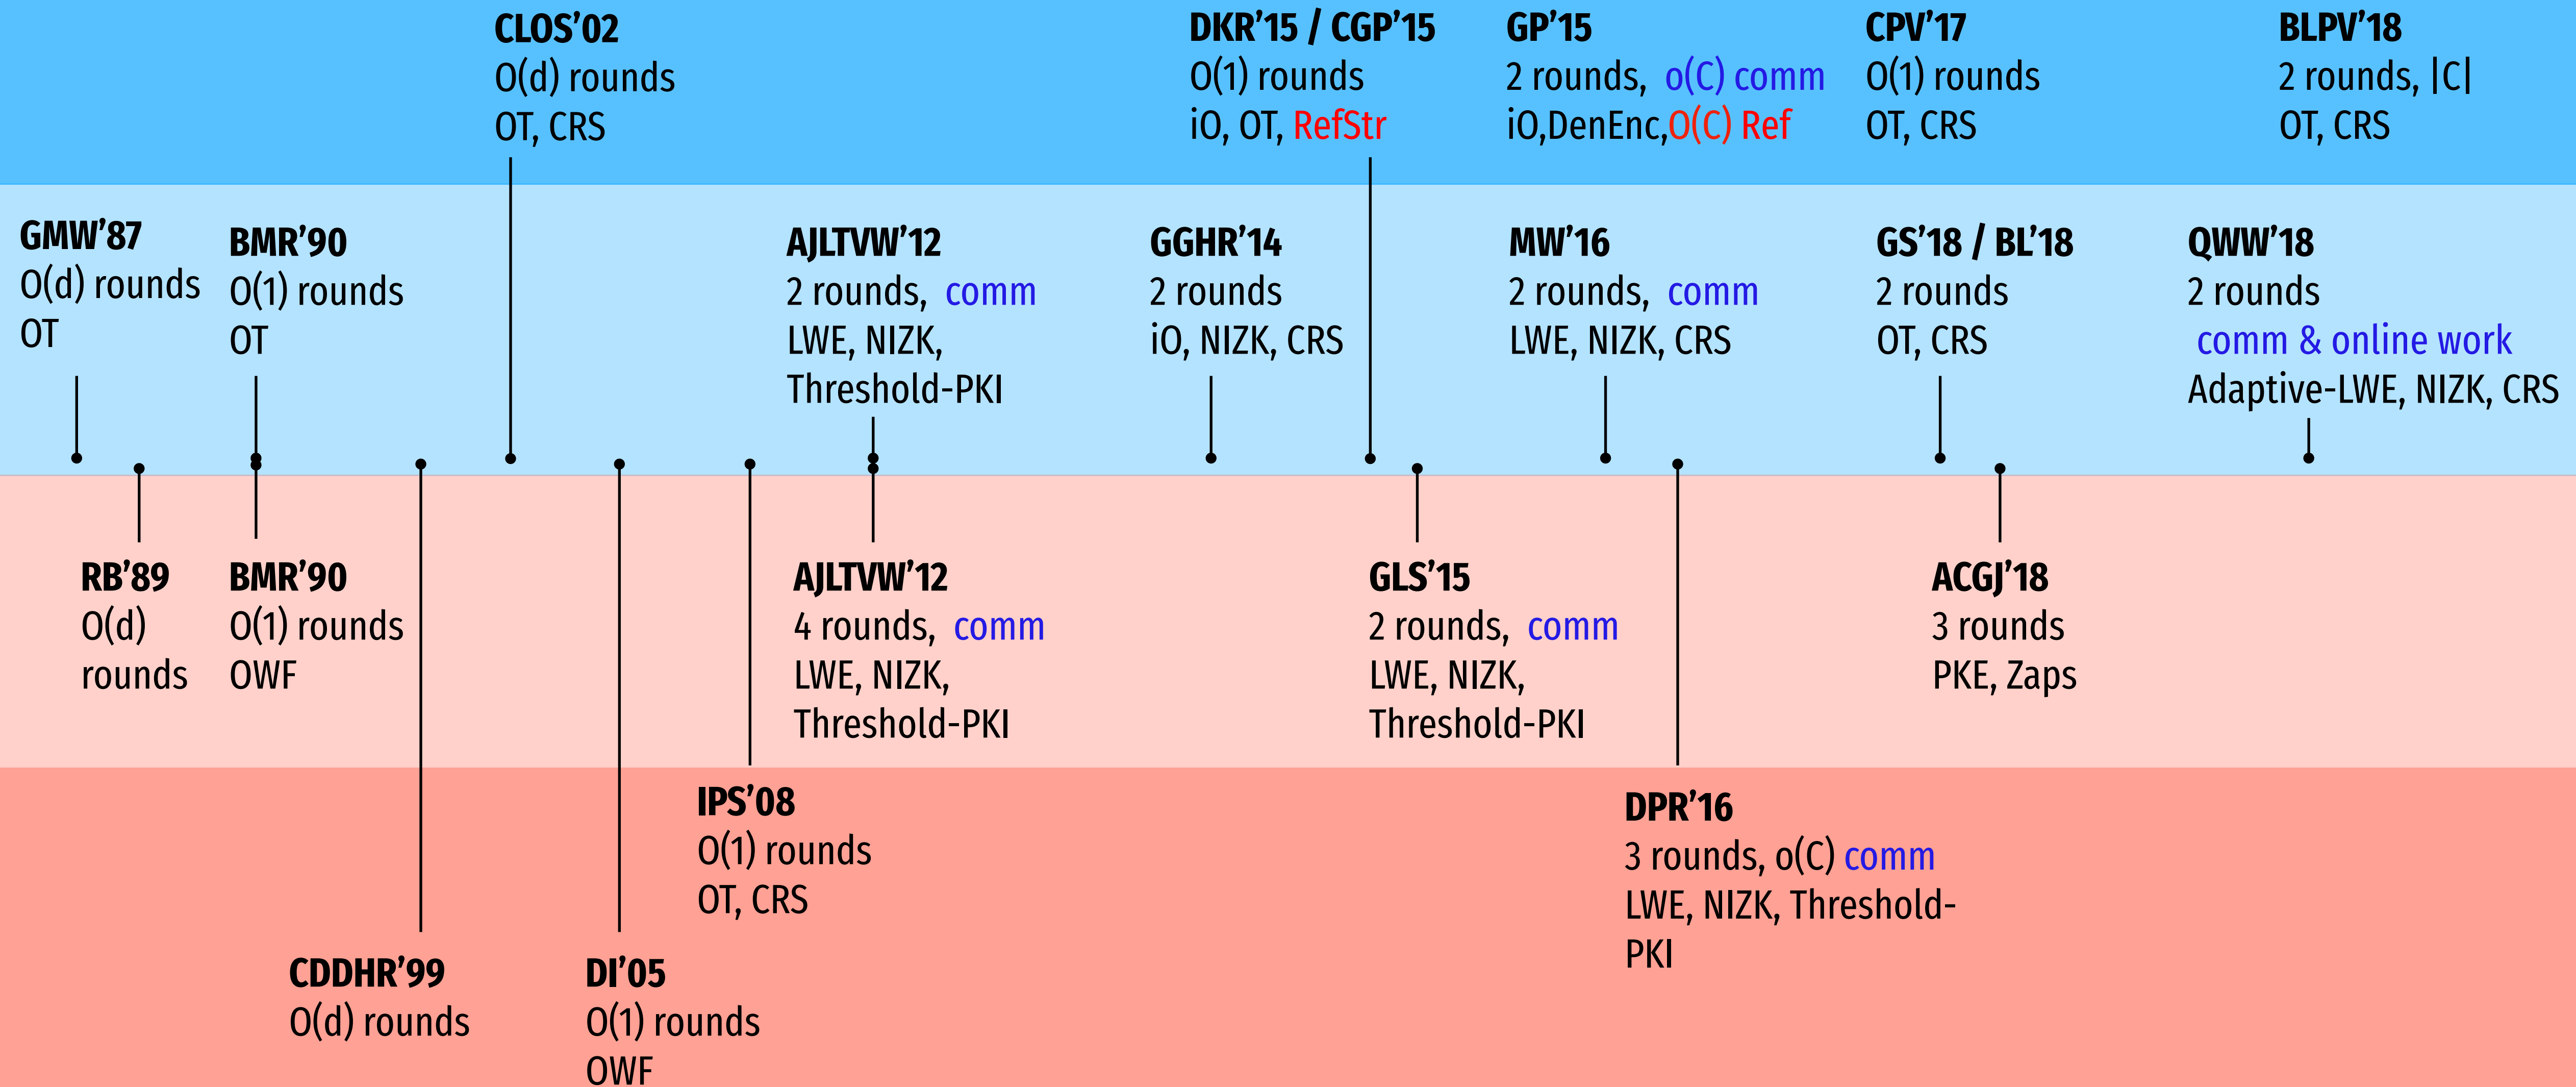 CLOS’02
O(d) rounds
OT, CRS
DKR’15 / CGP’15
O(1) rounds
iO, OT, RefStr
GP’15
2 rounds, o(C) comm
iO,DenEnc,O(C) Ref
CPV’17
O(1) rounds
OT, CRS
BLPV’18
2 rounds, |C|
OT, CRS
GMW’87
O(d) rounds
OT
BMR’90
O(1) rounds
OT
AJLTVW’12
2 rounds, comm
LWE, NIZK,
Threshold-PKI
GGHR’14
2 rounds
iO, NIZK, CRS
MW’16
2 rounds, comm
LWE, NIZK, CRS
GS’18 / BL’18
2 rounds
OT, CRS
QWW’18
2 rounds
comm & online work
Adaptive-LWE, NIZK, CRS
RB’89
O(d)
rounds
BMR’90
O(1) rounds
OWF
AJLTVW’12
4 rounds, comm
LWE, NIZK,
Threshold-PKI
GLS’15
2 rounds, comm
LWE, NIZK,
Threshold-PKI
ACGJ’18
3 rounds
PKE, Zaps
IPS’08
O(1) rounds
OT, CRS
DPR’16
3 rounds, o(C) comm
LWE, NIZK, Threshold-
PKI
CDDHR’99
O(d) rounds
DI’05
O(1) rounds
OWF